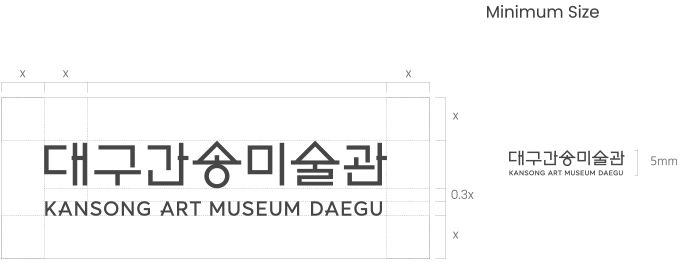 Minimum Size
x x x
x
대구간송미술관
0.3x
KANSONG ART MUSEUM DAEGU
x
대구간송미술관
KANSONG ART MUSEUM DAEGU
5mm